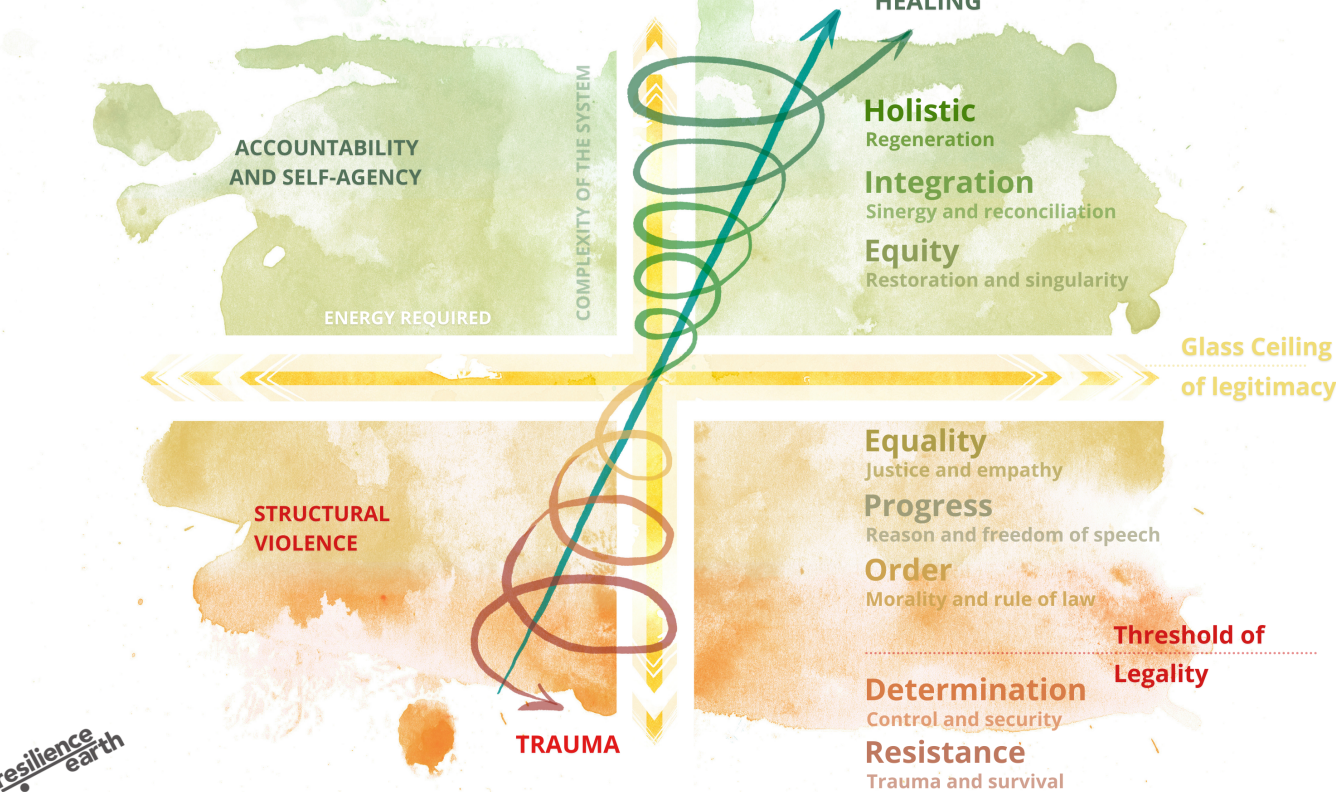 HEALING
Holistic
Regeneration
ACCOUNTABILITY
AND SELF-AGENCY
COMPLEXITY OF THE SYSTEM
Integration
Sinergy and reconciliation
Equity
Restoration and singularity
ENERGY REQUIRED
Glass Ceiling
of legitimacy
Equality
Justice and empathy
Progress
Reason and freedom of speech
STRUCTURAL
VIOLENCE
Order
Morality and rule of law
Threshold of
Legality
Determination
Control and security
TRAUMA
Resistance
Trauma and survival
resilience
earth